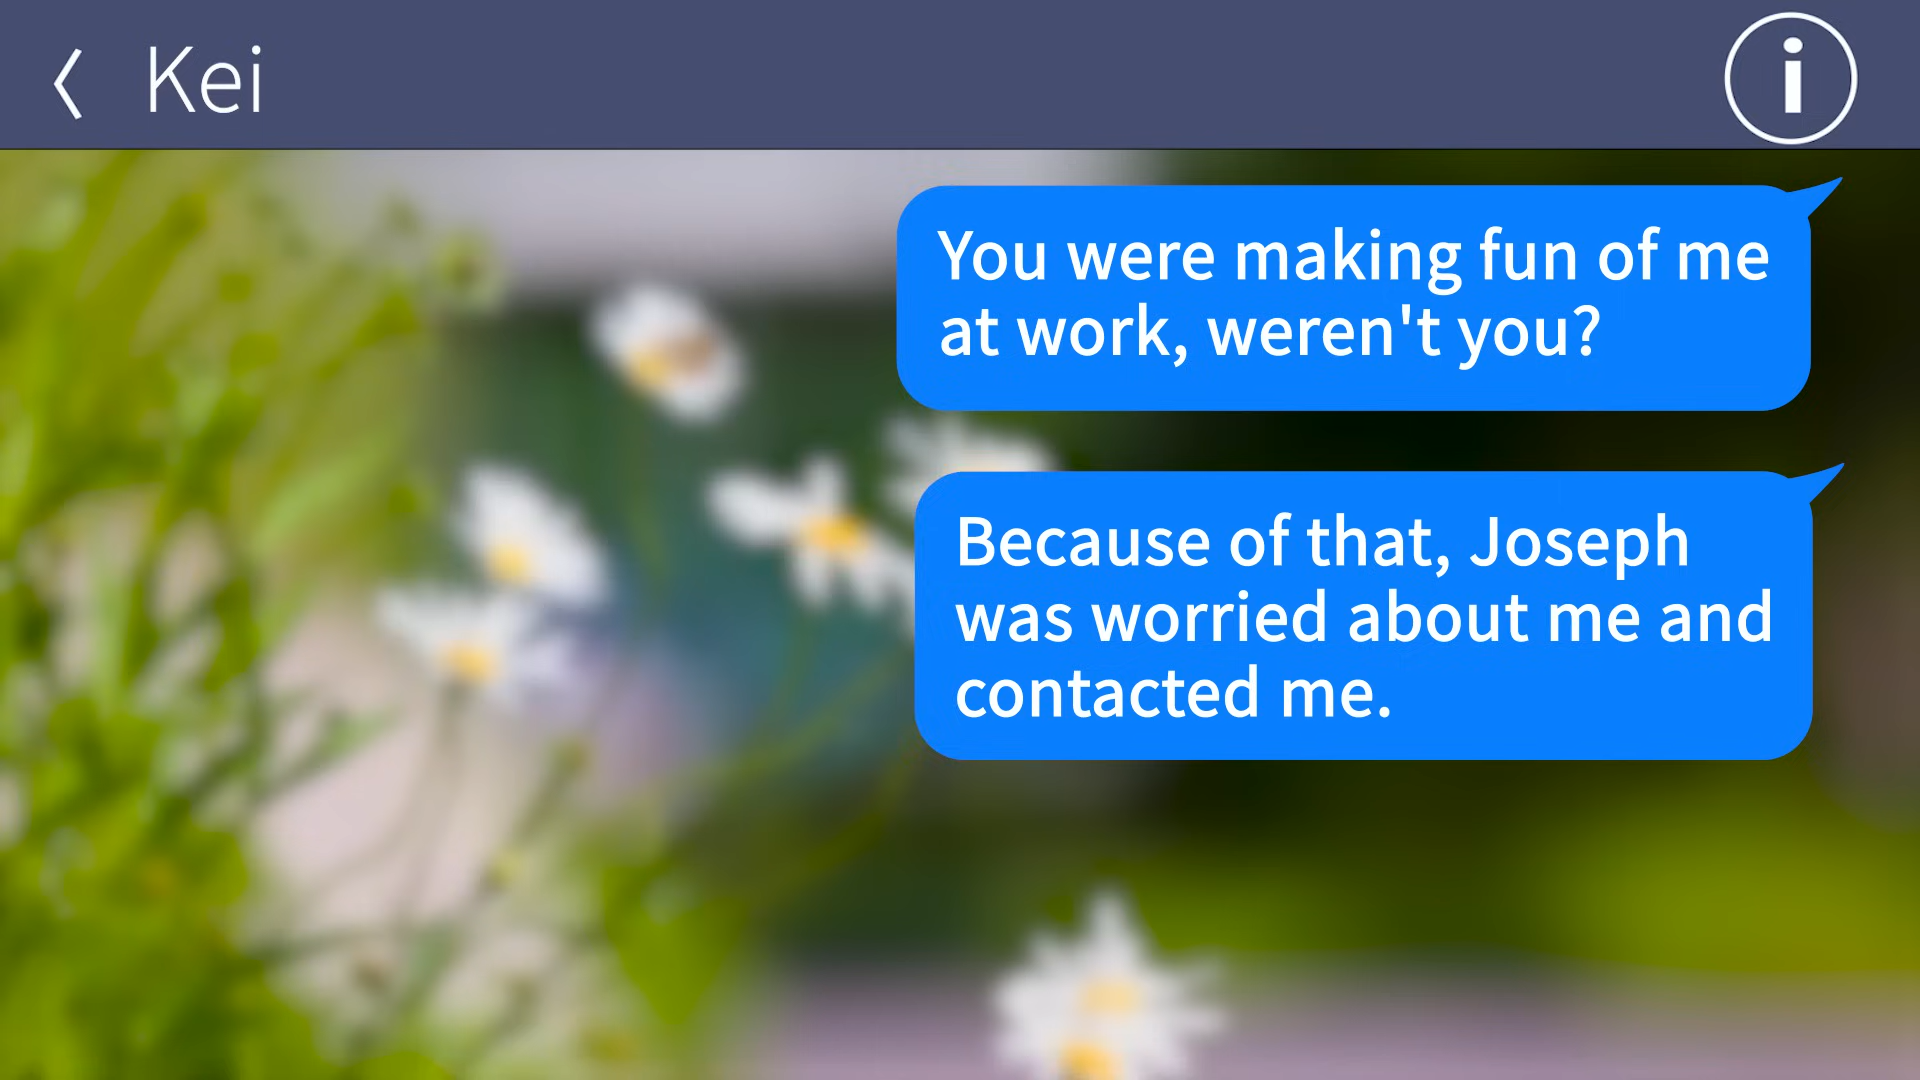 Kei
You were making fun of me
at work, weren't you?
Because of that, Joseph
was worried about me and
contacted me.